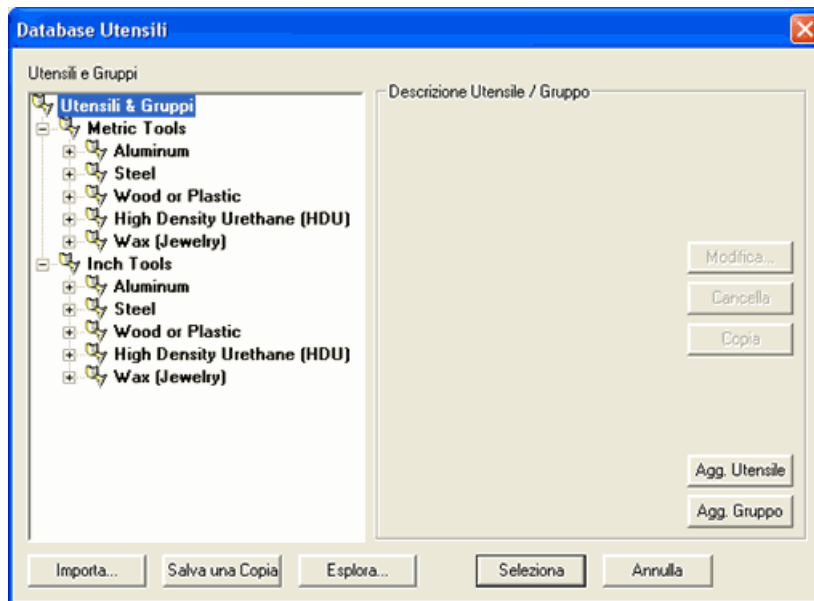 Database Utensili
Utensili e Gruppi
Utensili & Gruppi
Metric Tools
Aluminum
Steel
Wood or Plastic
High Density Urethane (HDU)
Wax (Jewelry)
Inch Tools
Aluminum
Steel
Wood or Plastic
High Density Urethane (HDU)
Wax (Jewelry)
Descrizione Utensile / Gruppo
Modifica...
Cancella
Copia
Agg. Utensile
Agg. Gruppo
Importa... Salva una Copia Esplora... Seleziona Annulla